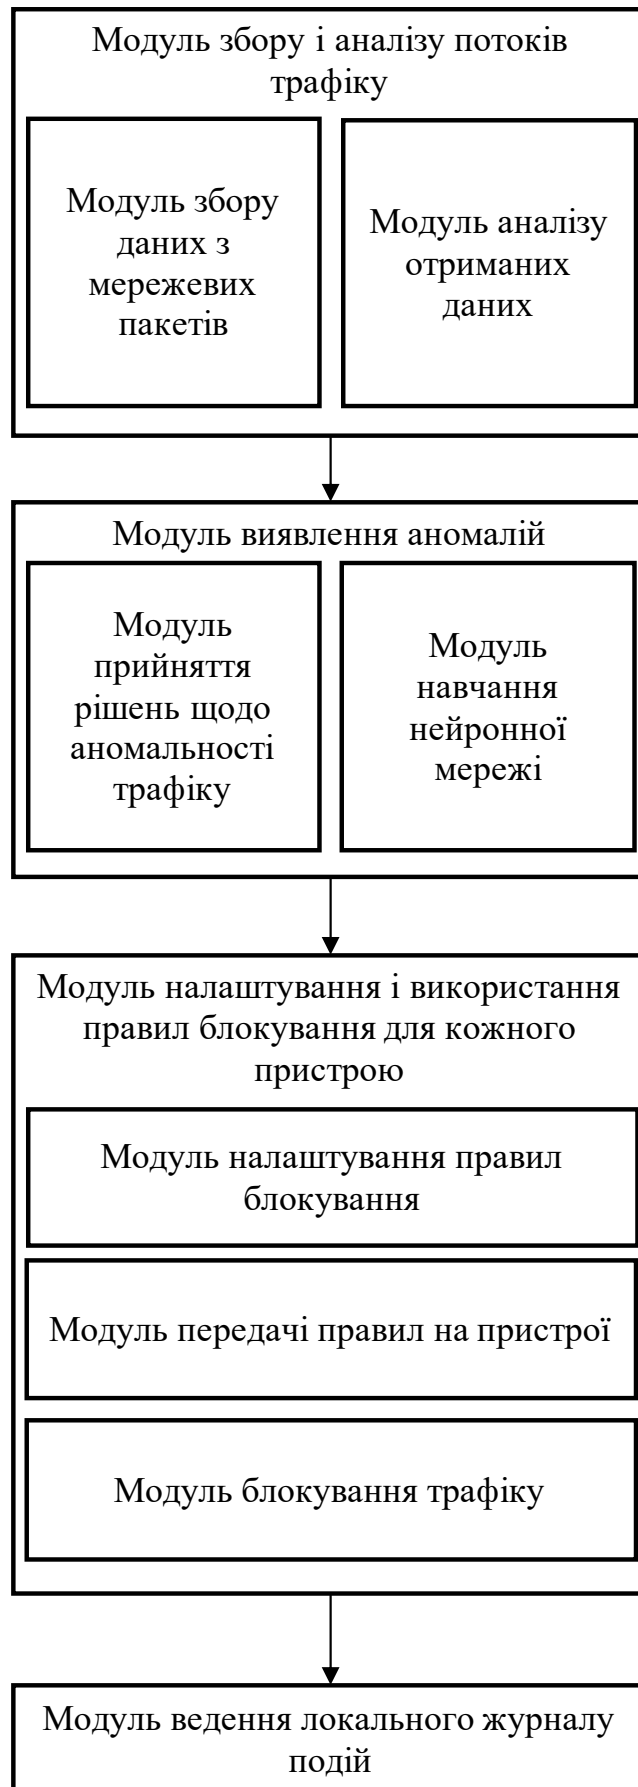 Модуль збору і аналізу потоків
трафіку
Модуль збору
даних з
мережевих
пакетів
Модуль аналізу
отриманих
даних
Модуль виявлення аномалій
Модуль
прийняття
рішень щодо
аномальності
трафіку
Модуль
навчання
нейронної
мережі
Модуль налаштування і використання
правил блокування для кожного
пристрою
Модуль налаштування правил
блокування
Модуль передачі правил на пристрої
Модуль блокування трафіку
Модуль ведення локального журналу
подій